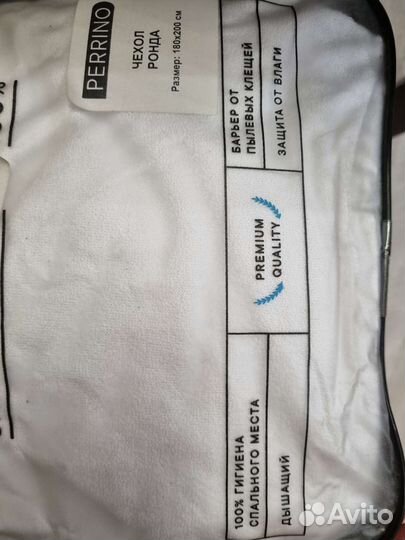 PERRINO
ЧЕХОЛ
РОНДА
Размер: 180х200 см
100% ГИГИЕНА
СПАЛЬНОГО МЕСТА
ДЫШАЩИЙ
PREMIUM
QUALITY
БАРЬЕР ОТ
ПЫЛЕВЫХ КЛЕЩЕЙ
ЗАЩИТА ОТ ВЛАГИ
Avito